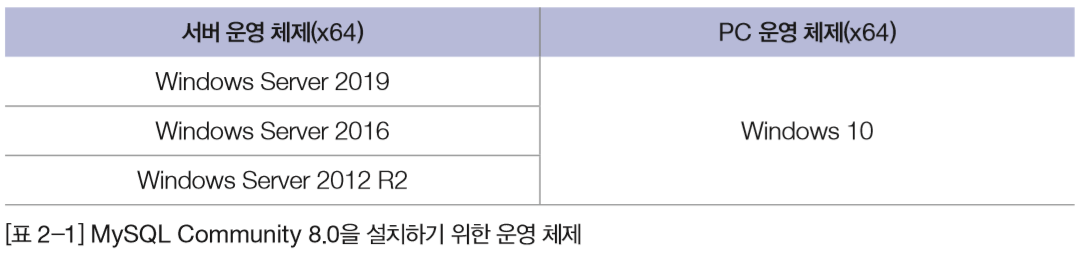 서버 운영 체제(x64) PC 운영 체제(x64)
Windows Server 2019
Windows Server 2016 Windows 10
Windows Server 2012 R2
[표 2-1] MySQL Community 8.0을 설치하기 위한 운영 체제